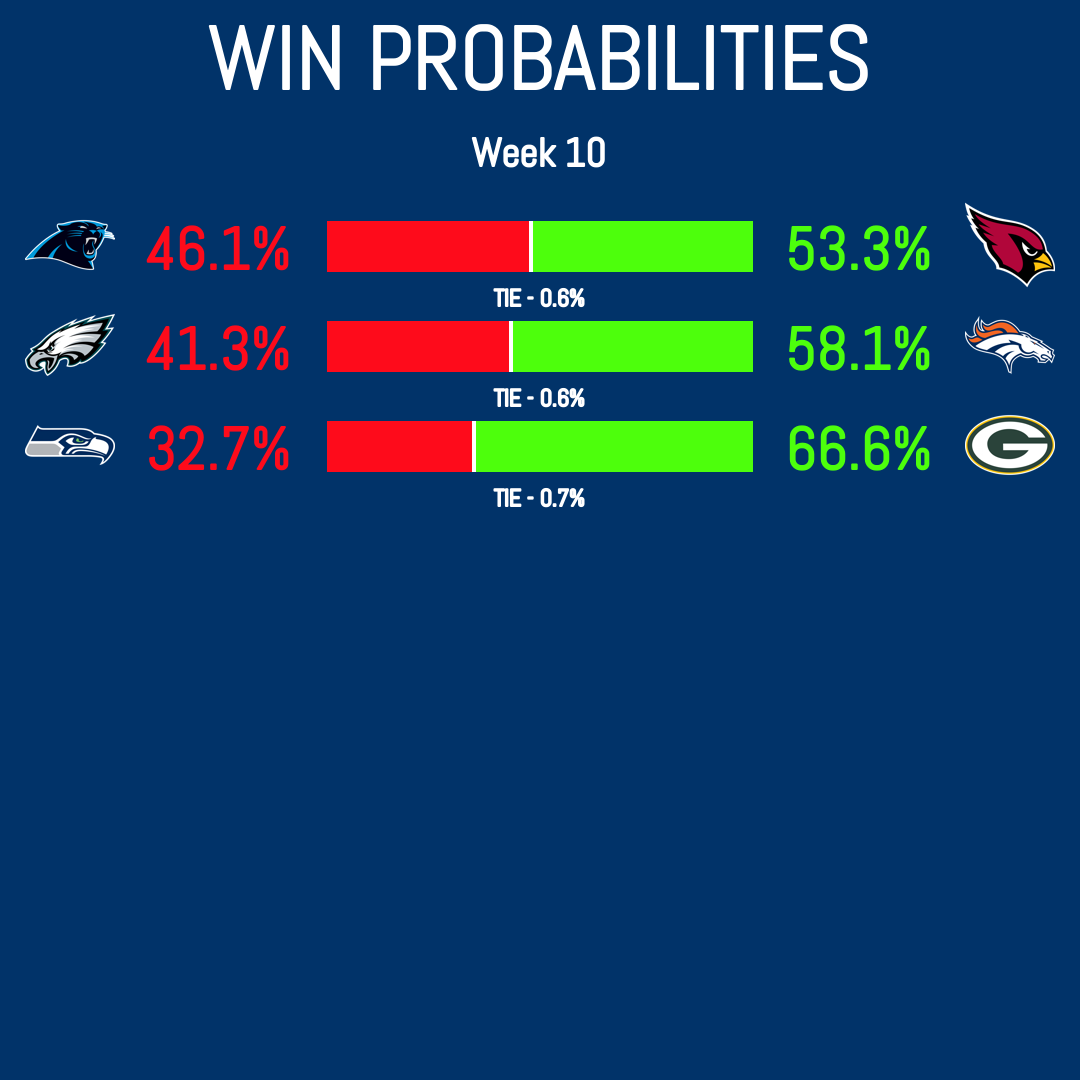 WIN PROBABILITIES
Week 10
46.1% 53.3%
TIE - 0.6%
41.3% 58.1%
TIE - 0.6%
32.7% 66.6% G
TIE - 0.7%